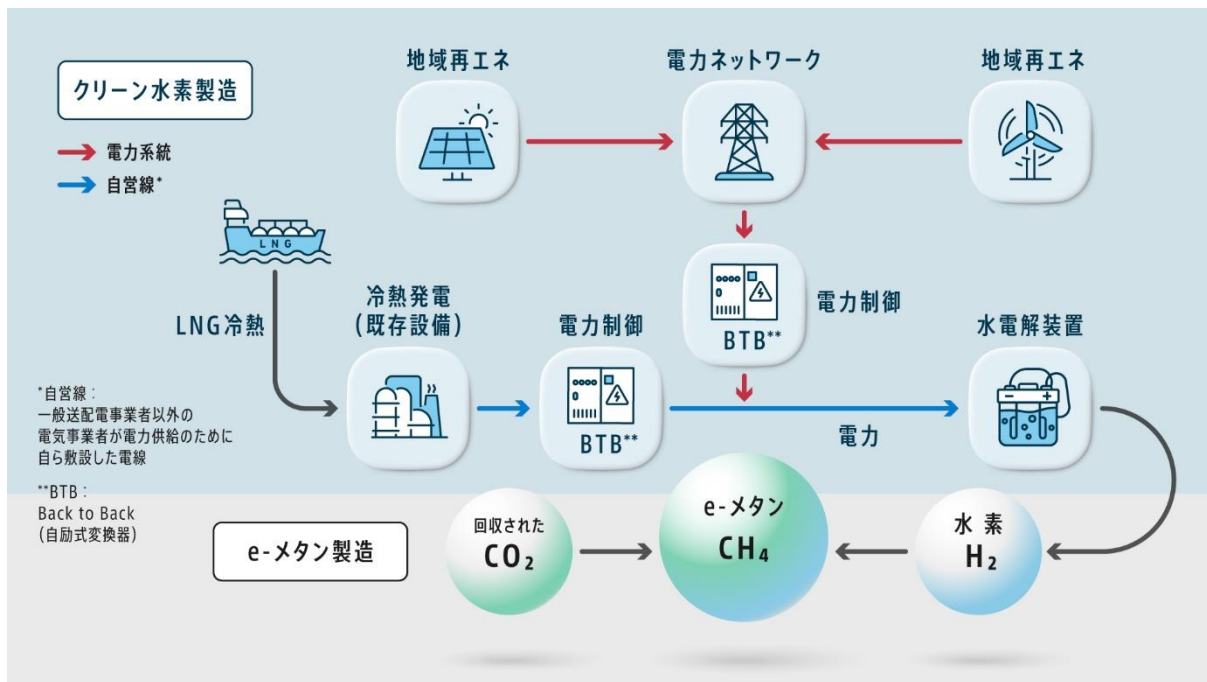 クリーン水素製造
電力系統
自営線*
地域再エネ
電力ネットワーク
地域再エネ
LNG
LNG冷熱
冷熱発電
(既存設備)
電力制御
BTB**
電力制御
BTB**
電力
水電解装置
*自営線:
一般送配電事業者以外の
電気事業者が電力供給のために
自ら敷設した電線
**BTB:
Back to Back
(自励式変換器)
e-メタン製造
回収された
CO₂
e-メタン
CH₄
水素
H₂